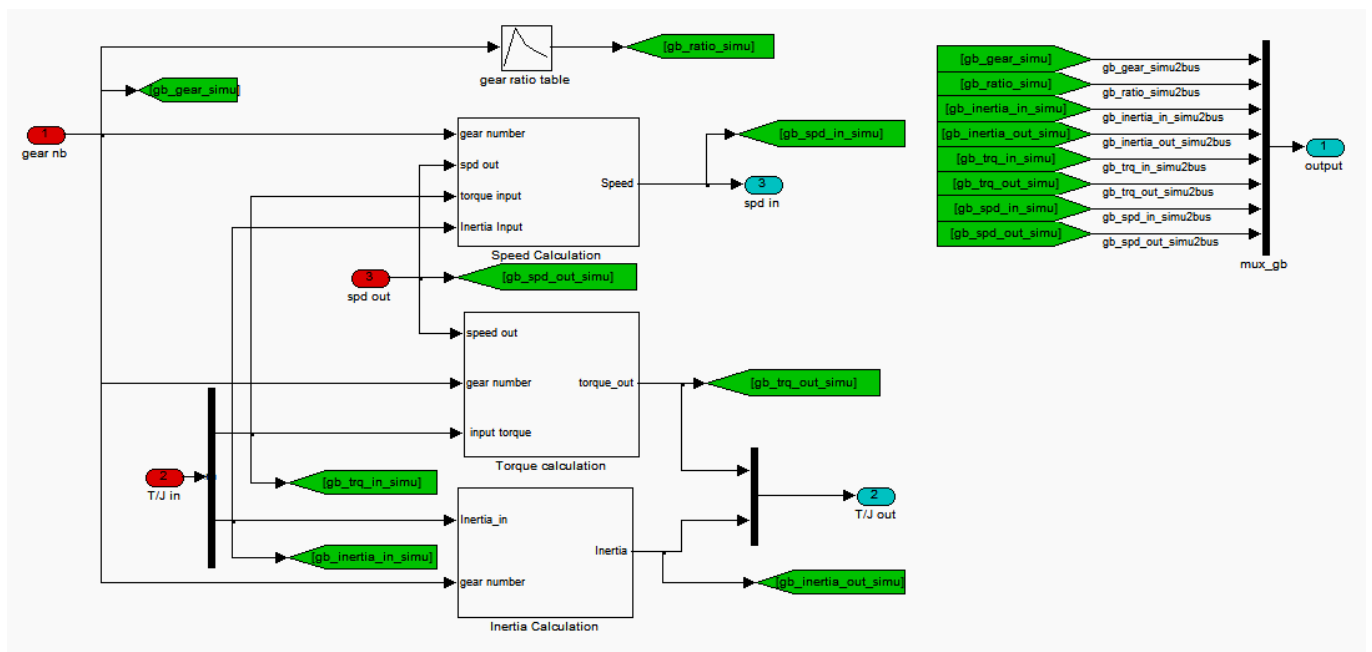 gear ratio table
[gb_ratio_simu]
[gb_gear_simu]
1
gear nb
gear number
spd out
torque input
Inertia Input
Speed
Speed Calculation
[gb_spd_in_simu]
3
spd in
3
spd out
[gb_spd_out_simu]
speed out
gear number
input torque
torque_out
Torque calculation
[gb_trq_out_simu]
2
T/J in
[gb_trq_in_simu]
[gb_inertia_in_simu]
Inertia_in
gear number
Inertia
Inertia Calculation
2
T/J out
[gb_inertia_out_simu]
[gb_gear_simu]
gb_gear_simu2bus
[gb_ratio_simu]
gb_ratio_simu2bus
[gb_inertia_in_simu]
gb_inertia_in_simu2bus
[gb_inertia_out_simu]
gb_inertia_out_simu2bus
[gb_trq_in_simu]
gb_trq_in_simu2bus
[gb_trq_out_simu]
gb_trq_out_simu2bus
[gb_spd_in_simu]
gb_spd_in_simu2bus
[gb_spd_out_simu]
gb_spd_out_simu2bus
mux_gb
1
output